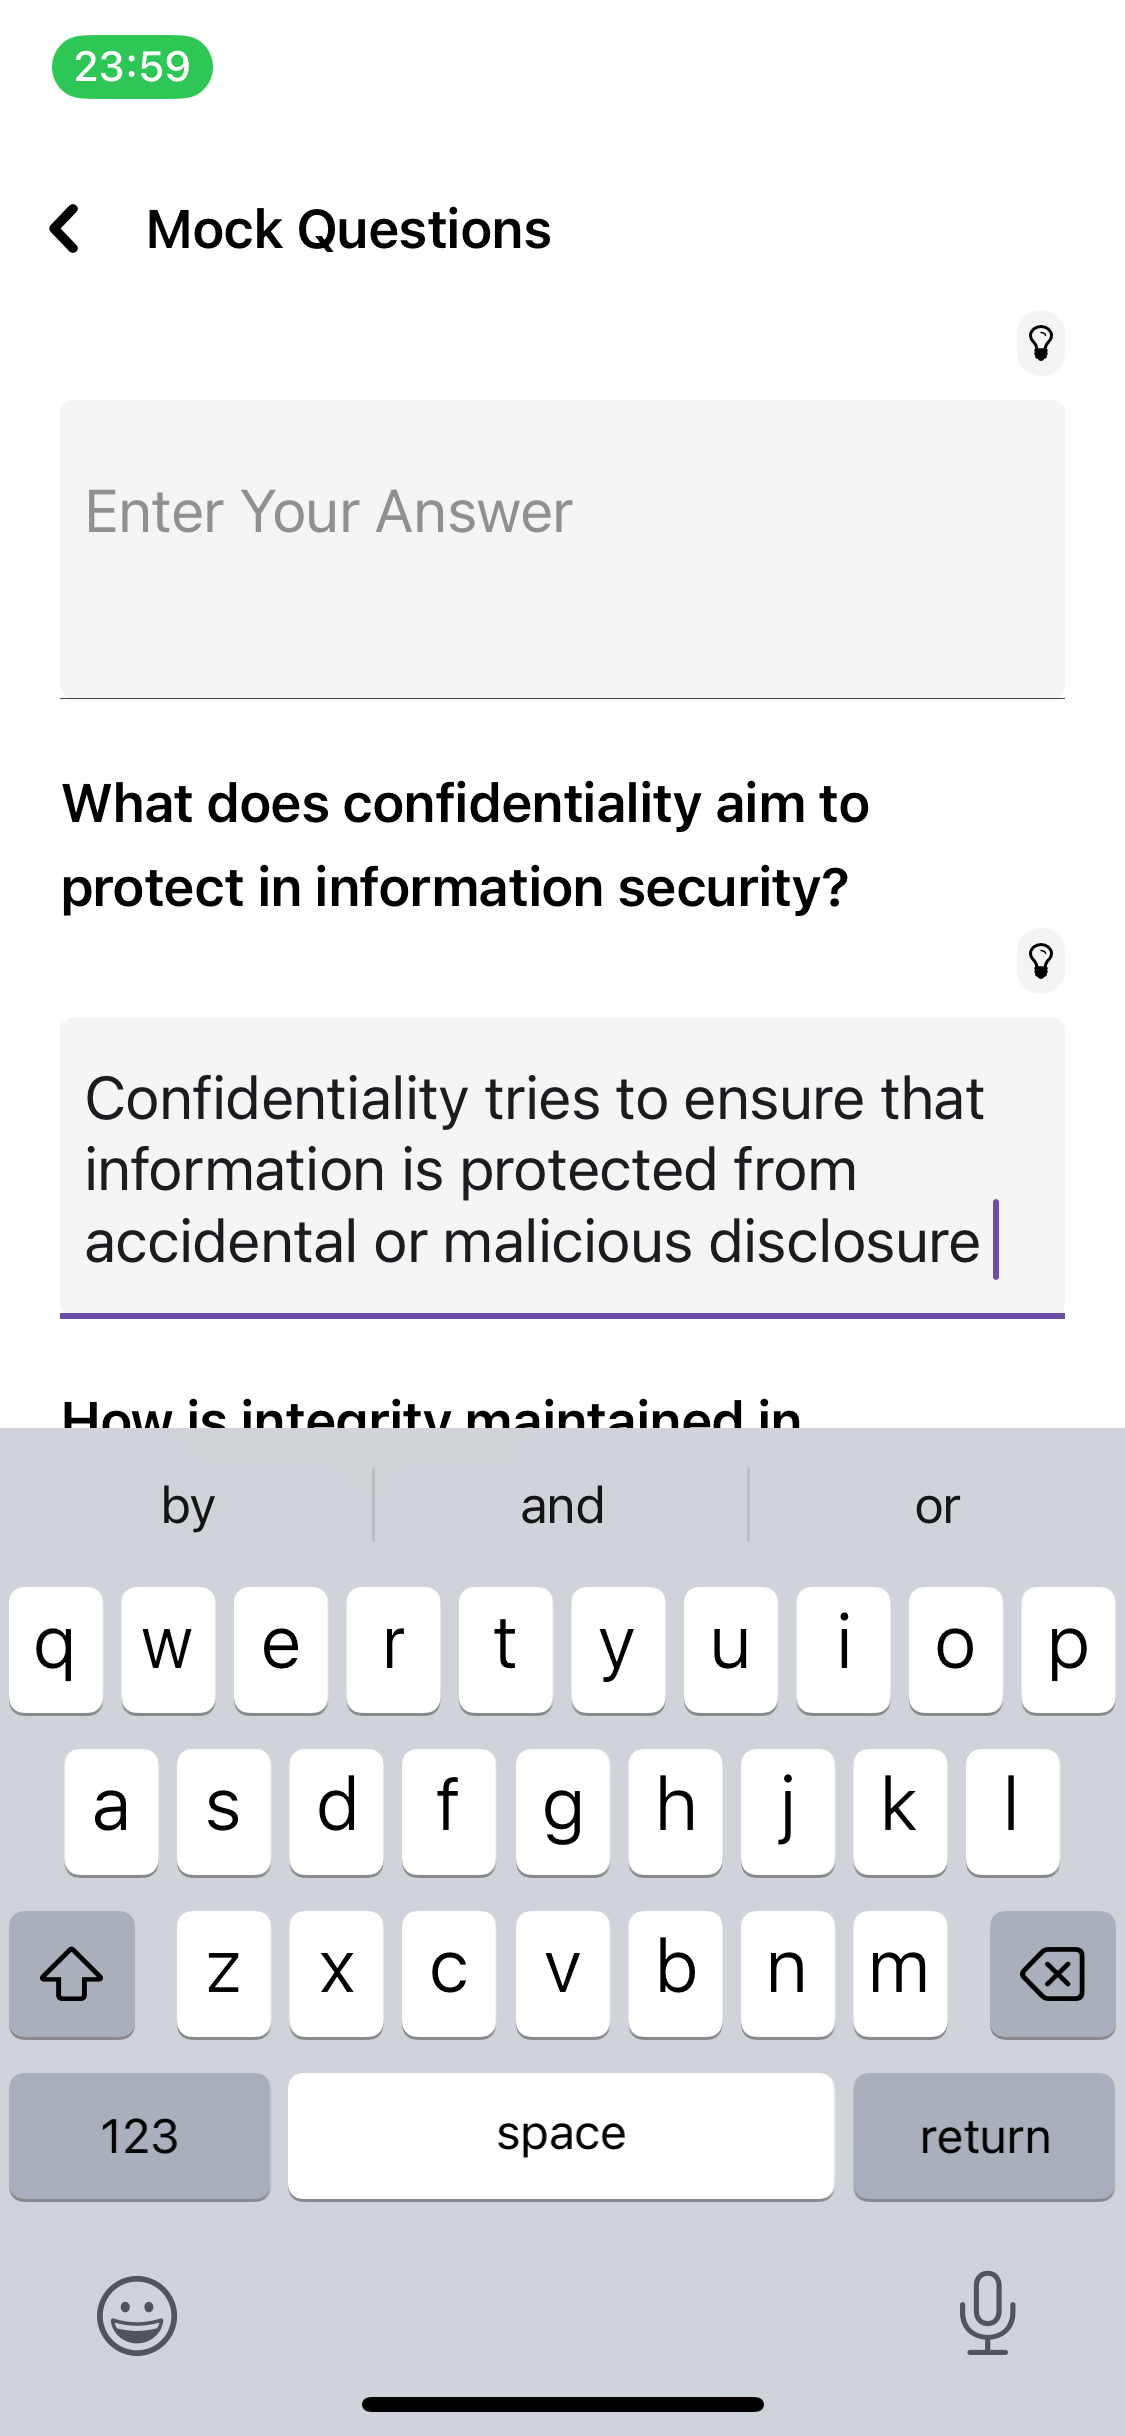 23:59
Mock Questions
Enter Your Answer
What does confidentiality aim to
protect in information security?
Confidentiality tries to ensure that
information is protected from
accidental or malicious disclosure
How is integrity maintained in
by and or
q w e r t y u i o p
a s d f g h j k l
z x c v b n m
123 space return